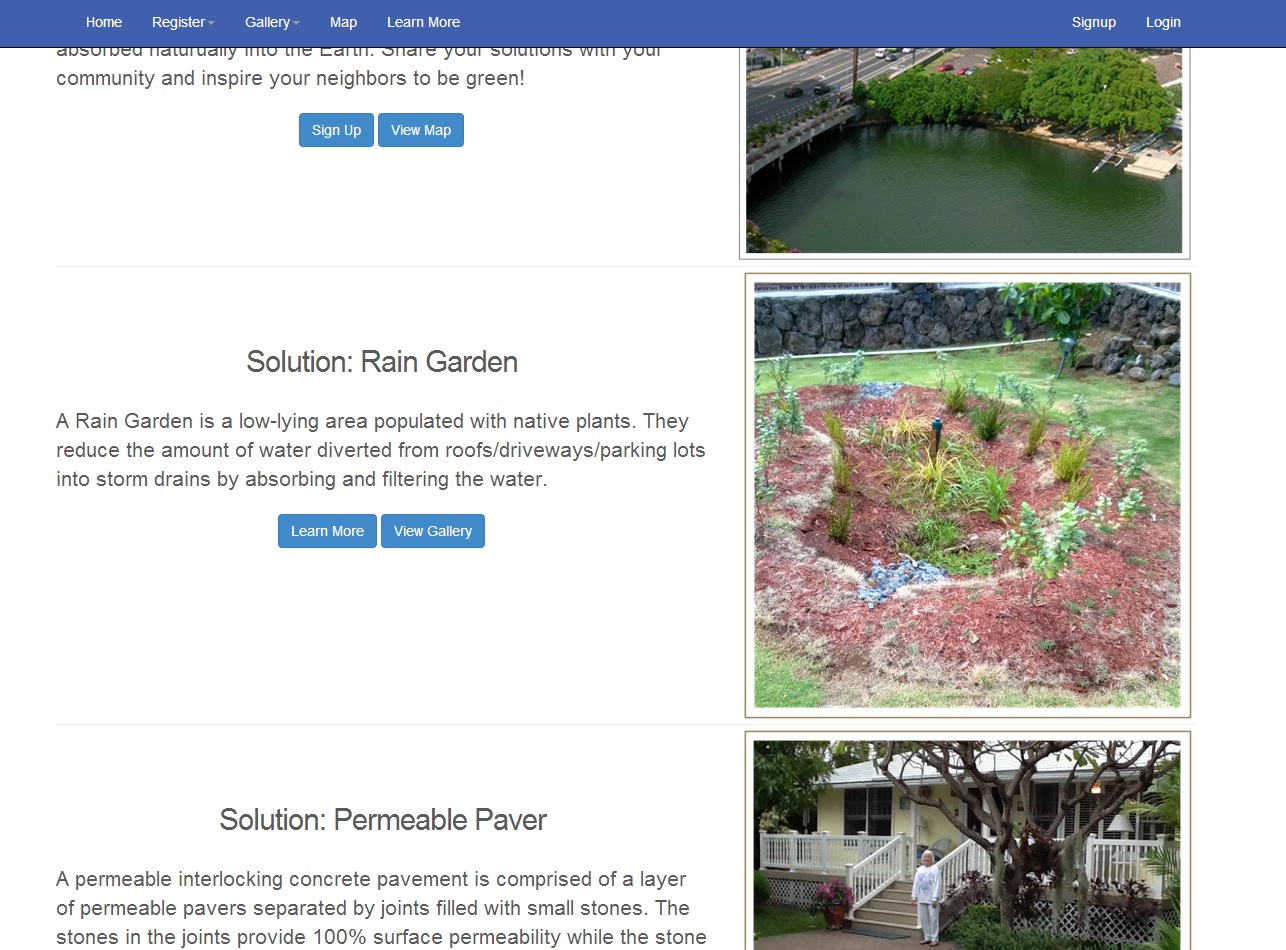 Home Register Gallery Map Learn More Signup Login
absorbed naturually into the Earth. Share your solutions with your
community and inspire your neighbors to be green!
Sign Up View Map
Solution: Rain Garden
A Rain Garden is a low-lying area populated with native plants. They
reduce the amount of water diverted from roofs/driveways/parking lots
into storm drains by absorbing and filtering the water.
Learn More View Gallery
Solution: Permeable Paver
A permeable interlocking concrete pavement is comprised of a layer
of permeable pavers separated by joints filled with small stones. The
stones in the joints provide 100% surface permeability while the stone